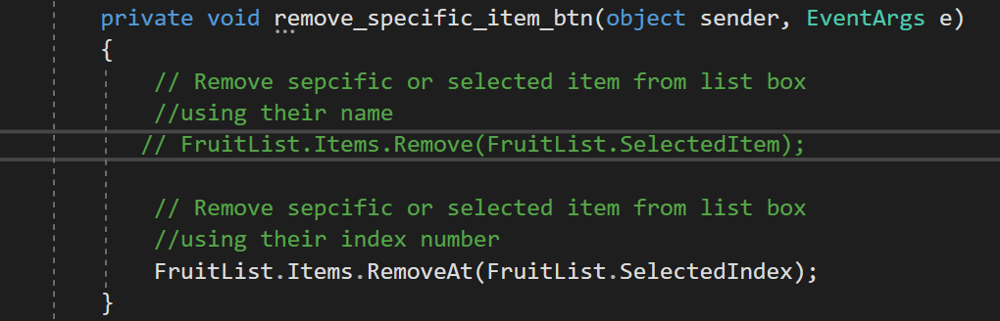 private void remove_specific_item_btn(object sender, EventArgs e)
{
// Remove sepcific or selected item from list box
//using their name
// FruitList.Items.Remove(FruitList.SelectedItem);
// Remove sepcific or selected item from list box
//using their index number
FruitList.Items.RemoveAt(FruitList.SelectedIndex);
}